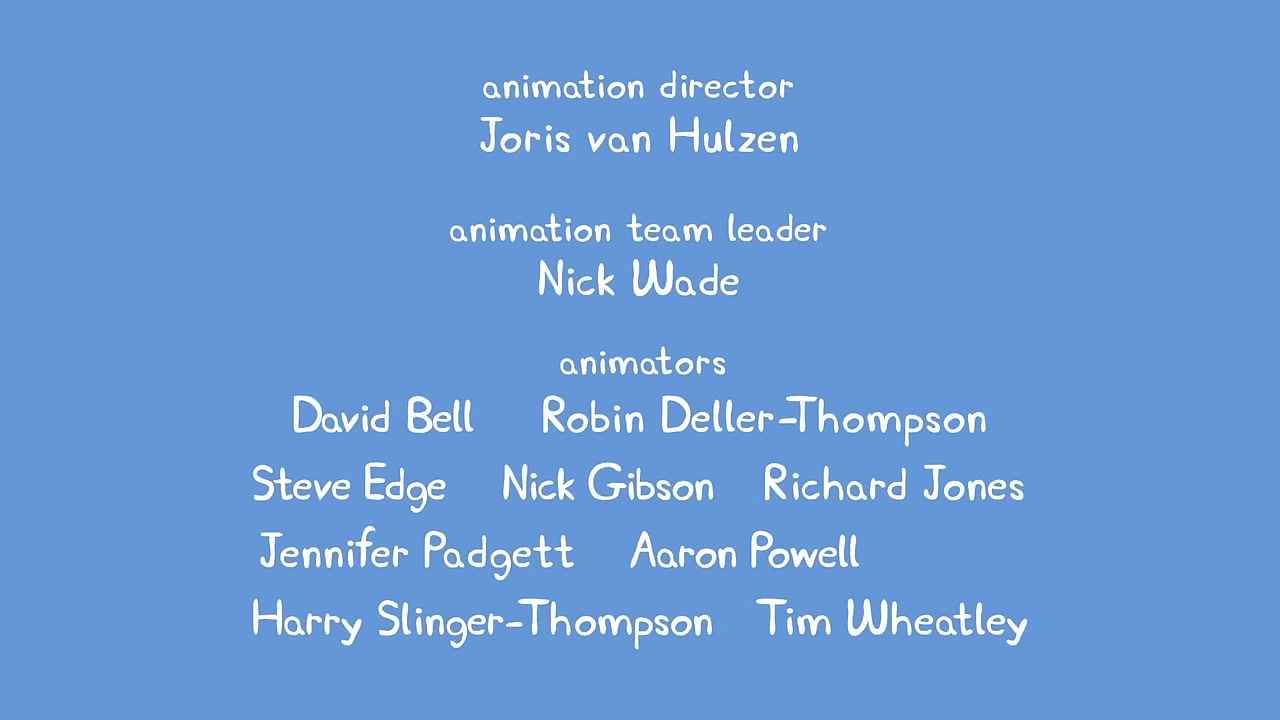 animation director
Joris van Hulzen
animation team leader
Nick Wade
animators
David Bell Robin Deller-Thompson
Steve Edge Nick Gibson Richard Jones
Jennifer Padgett Aaron Powell
Harry Slinger-Thompson Tim Wheatley